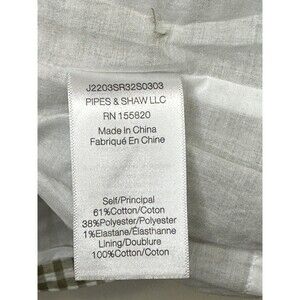 J2203SR32S0303
PIPES & SHAW LLC
RN 155820
Made In China
Fabriqué En Chine
Self/Principal
61%Cotton/Coton
38%Polyester/Polyester
1%Elastane/Élasthanne
Lining/Doublure
100%Cotton/Coton